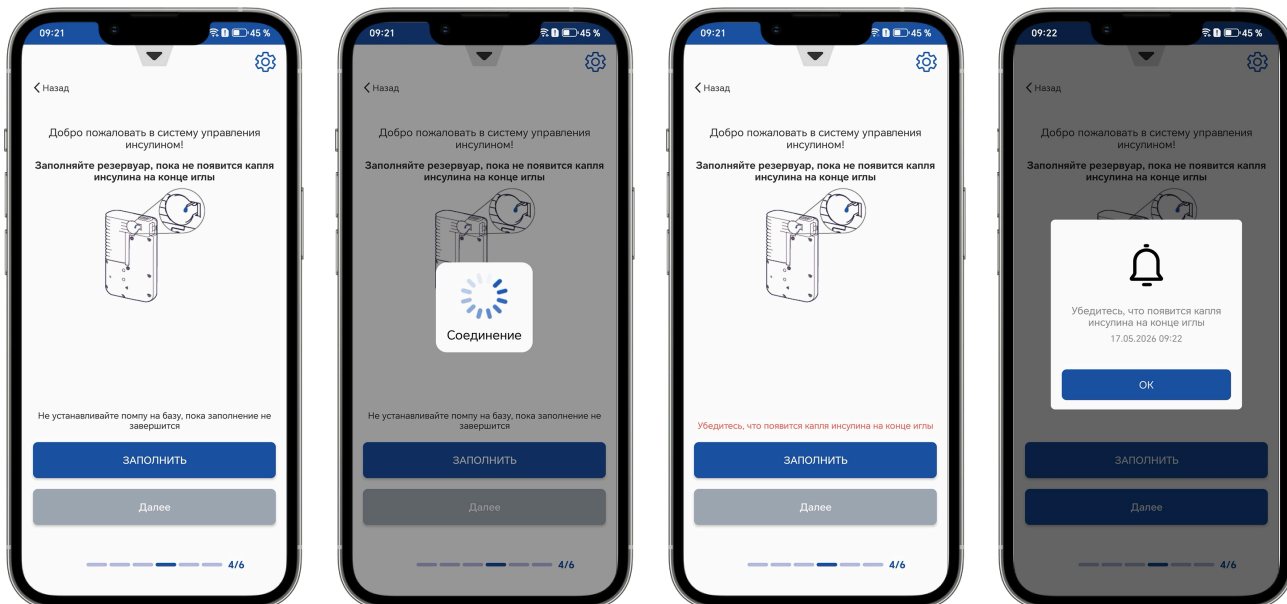 09:21
45 %
Назад
Добро пожаловать в систему управления
инсулином!
Заполняйте резервуар, пока не появится капля
инсулина на конце иглы
Не устанавливайте помпу на базу, пока заполнение не
завершится
ЗАПОЛНИТЬ
Далее
4/6
09:21
45 %
Назад
Добро пожаловать в систему управления
инсулином!
Заполняйте резервуар, пока не появится капля
инсулина на конце иглы
Соединение
Не устанавливайте помпу на базу, пока заполнение не
завершится
ЗАПОЛНИТЬ
Далее
4/6
09:21
45 %
Назад
Добро пожаловать в систему управления
инсулином!
Заполняйте резервуар, пока не появится капля
инсулина на конце иглы
Убедитесь, что появится капля инсулина на конце иглы
ЗАПОЛНИТЬ
Далее
4/6
09:22
45 %
Назад
Добро пожаловать в систему управления
инсулином!
Заполняйте резервуар, пока не появится капля
инсулина на конце иглы
Убедитесь, что появится капля
инсулина на конце иглы
17.05.2026 09:22
ОК
ЗАПОЛНИТЬ
Далее
4/6